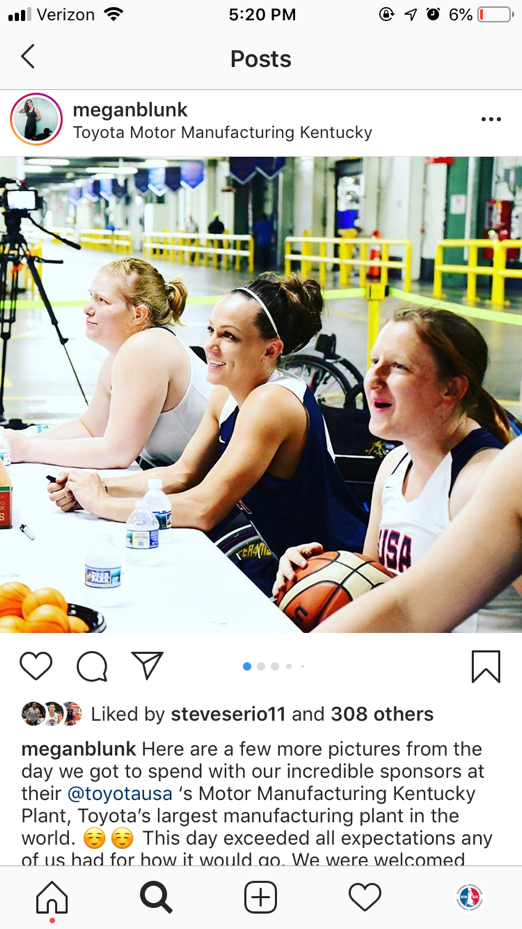 Verizon 5:20 PM 6%
Posts
meganblunk
Toyota Motor Manufacturing Kentucky
USA
Liked by steveserio11 and 308 others
meganblunk Here are a few more pictures from the
day we got to spend with our incredible sponsors at
their @toyotausa ‘s Motor Manufacturing Kentucky
Plant, Toyota’s largest manufacturing plant in the
world. ☺️☺️ This day exceeded all expectations any
of us had for how it would go. We were welcomed